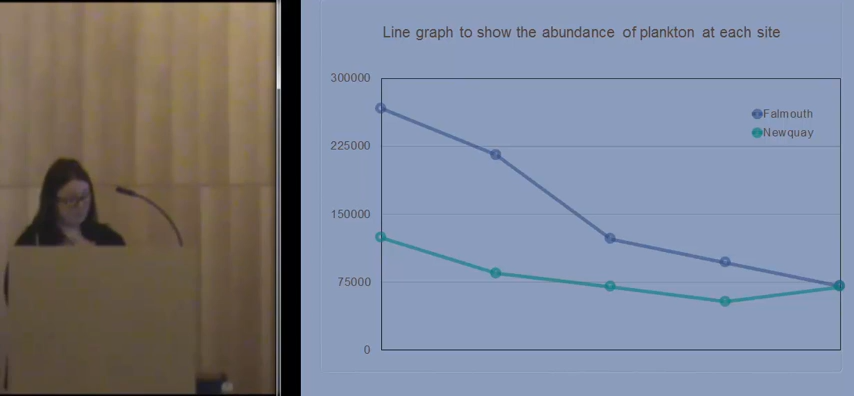 Line graph to show the abundance of plankton at each site
300000
Falmouth
Newquay
225000
150000
75000
0